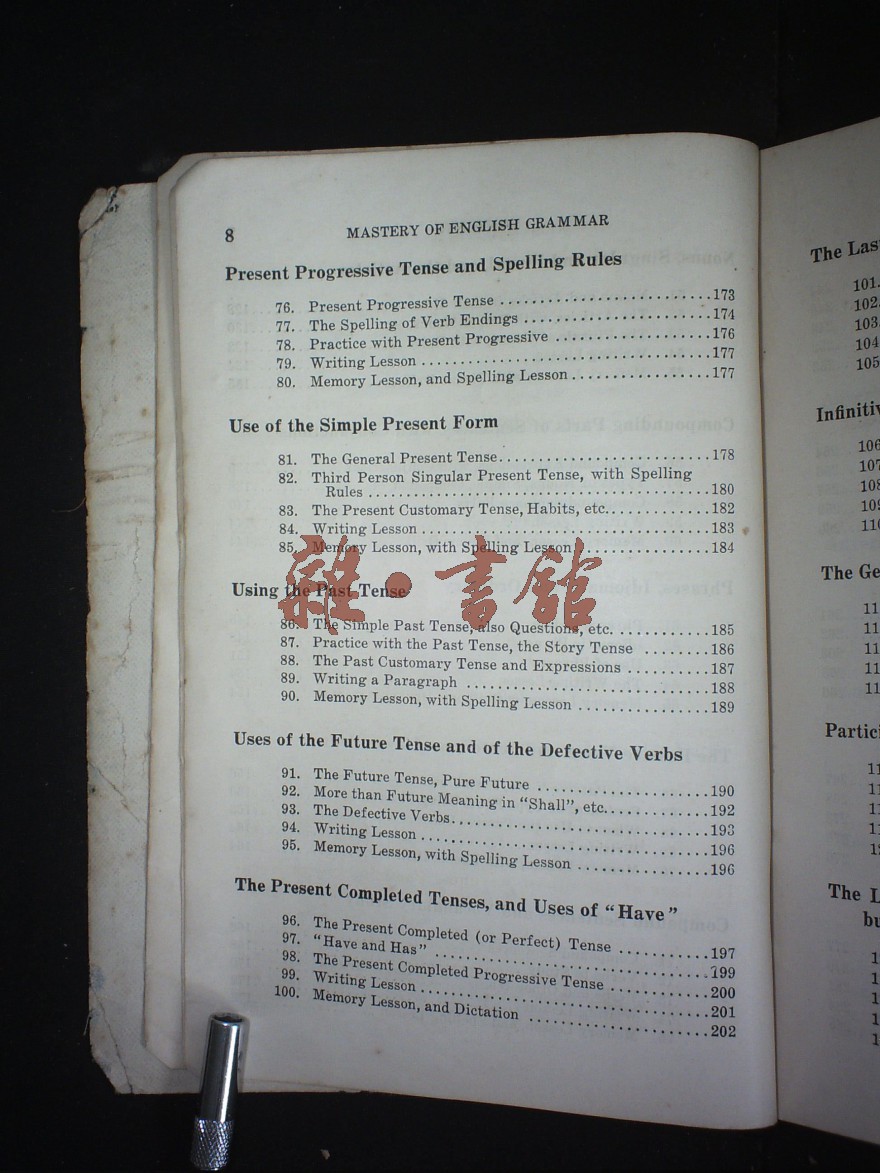 8 MASTERY OF ENGLISH GRAMMAR
Present Progressive Tense and Spelling Rules
76. Present Progressive Tense ..........................173
77. The Spelling of Verb Endings .......................174
78. Practice with Present Progressive ...................176
79. Writing Lesson ....................................177
80. Memory Lesson, and Spelling Lesson .................177
Use of the Simple Present Form
81. The General Present Tense..........................178
82. Third Person Singular Present Tense, with Spelling
Rules ..........................................180
83. The Present Customary Tense, Habits, etc.............182
84. Writing Lesson ....................................183
85. Memory Lesson, with Spelling Lesson ................184
雜·書館
Using the Past Tense
86. The Simple Past Tense, also Questions, etc. ............185
87. Practice with the Past Tense, the Story Tense ........186
88. The Past Customary Tense and Expressions ...........187
89. Writing a Paragraph ..............................188
90. Memory Lesson, with Spelling Lesson ................189
Uses of the Future Tense and of the Defective Verbs
91. The Future Tense, Pure Future .....................190
92. More than Future Meaning in “Shall”, etc.............192
93. The Defective Verbs................................193
94. Writing Lesson ....................................196
95. Memory Lesson, with Spelling Lesson ................196
The Present Completed Tenses, and Uses of “Have”
96. The Present Completed (or Perfect) Tense ...........197
97. “Have and Has” ..................................199
98. The Present Completed Progressive Tense ............200
99. Writing Lesson ....................................201
100. Memory Lesson, and Dictation ......................202
The
101.
102.
103.
104
105
106
The Ge
The